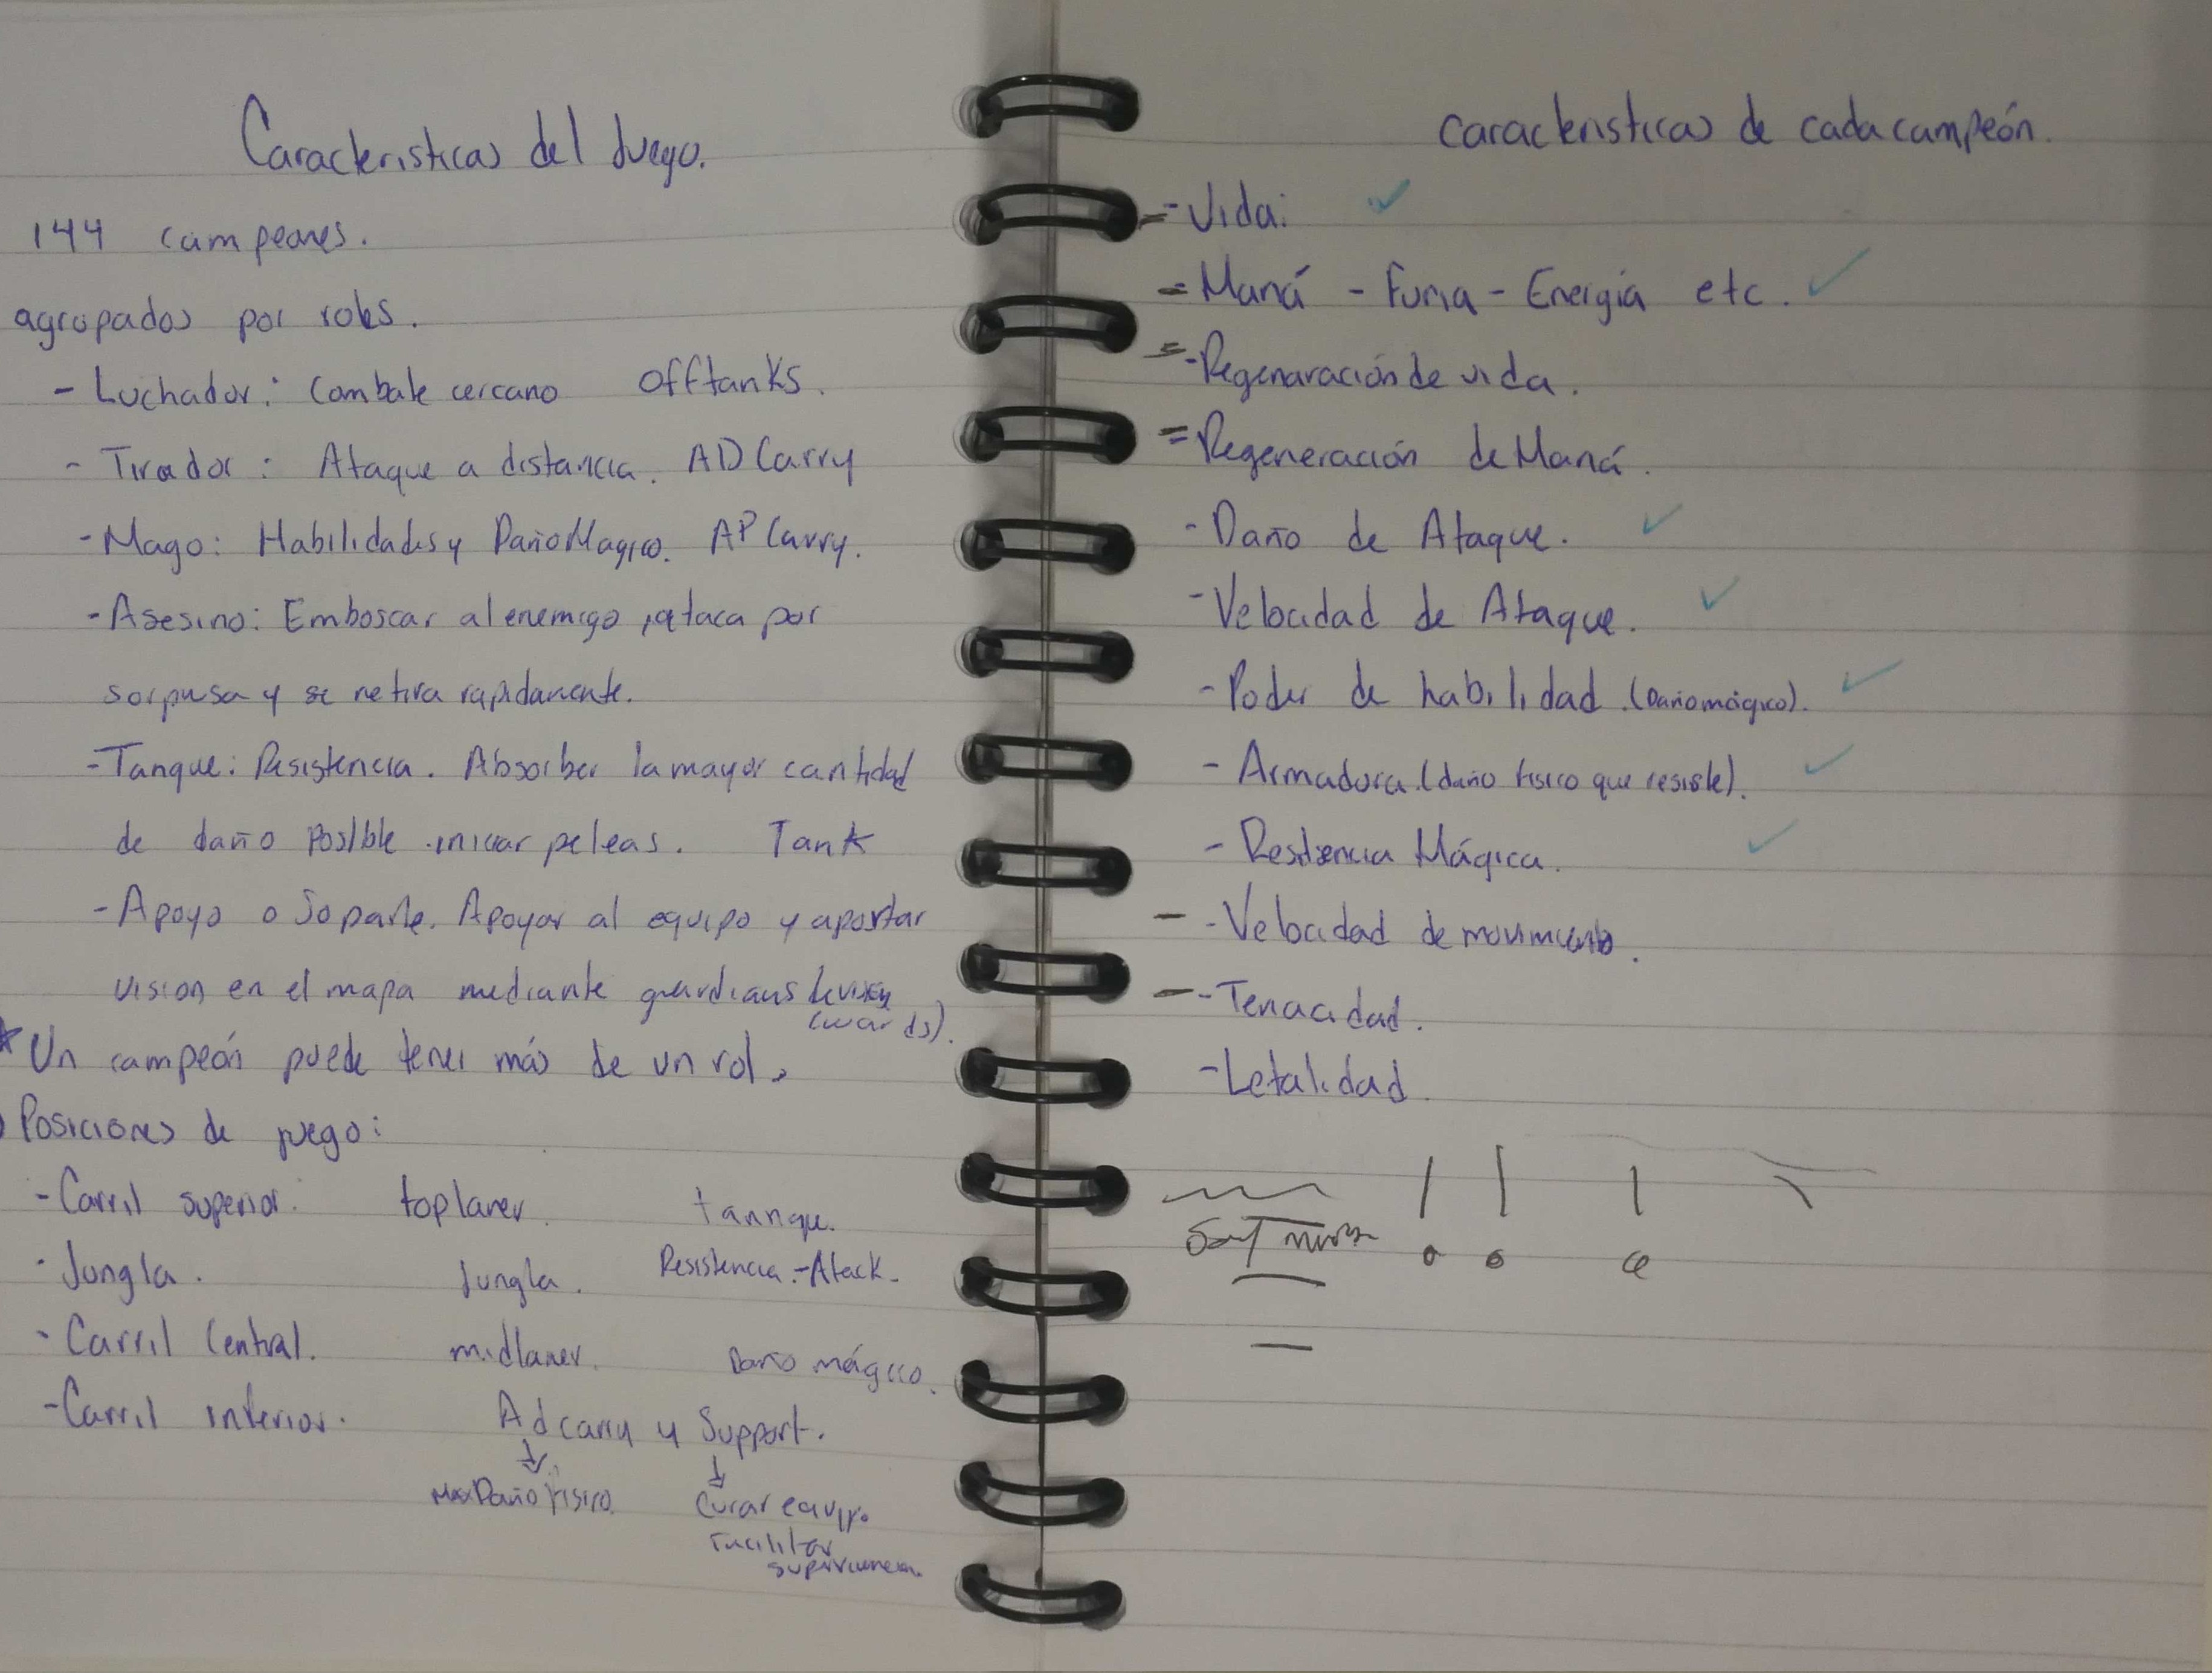 Caracteristicas del Juego.
144 campeones.
agrupados por roles.
- Luchador: Combate cercano offtanks.
- Tirador: Ataque a distancia. AD Carry
- Mago: Habilidades y Daño Magico. AP Carry.
- Asesino: Emboscar al enemigo, ataca por
sorpresa y se retira rapidamente.
- Tanque: Resistencia. Absorber la mayor cantidad
de daño posible iniciar peleas. Tank
- Apoyo o Soporte. Apoyar al equipo y aportar
vision en el mapa mediante guardianes de vision
(wards).
* Un campeón puede tener más de un rol.
Posiciones de juego:
- Carril superior. toplaner. tannque.
- Jungla. Jungla. Resistencia.-Atack.
- Carril Central. midlaner. Daño mágico.
- Carril inferior. Ad carry y Support.
Max Daño físico. Curar equipo.
Facilitar
Caracteristicas de cada campeón.
- Vida: ✓
- Maná - Furia - Energía etc. ✓
- Regenaración de vida.
- Regeneración de Maná.
- Daño de Ataque. ✓
- Velocidad de Ataque. ✓
- Poder de habilidad. (Daño mágico). ✓
- Armadura. (daño fisico que resiste). ✓
- Resistencia Mágica. ✓
- Velocidad de movimiento.
- Tenacidad.
- Letalidad.